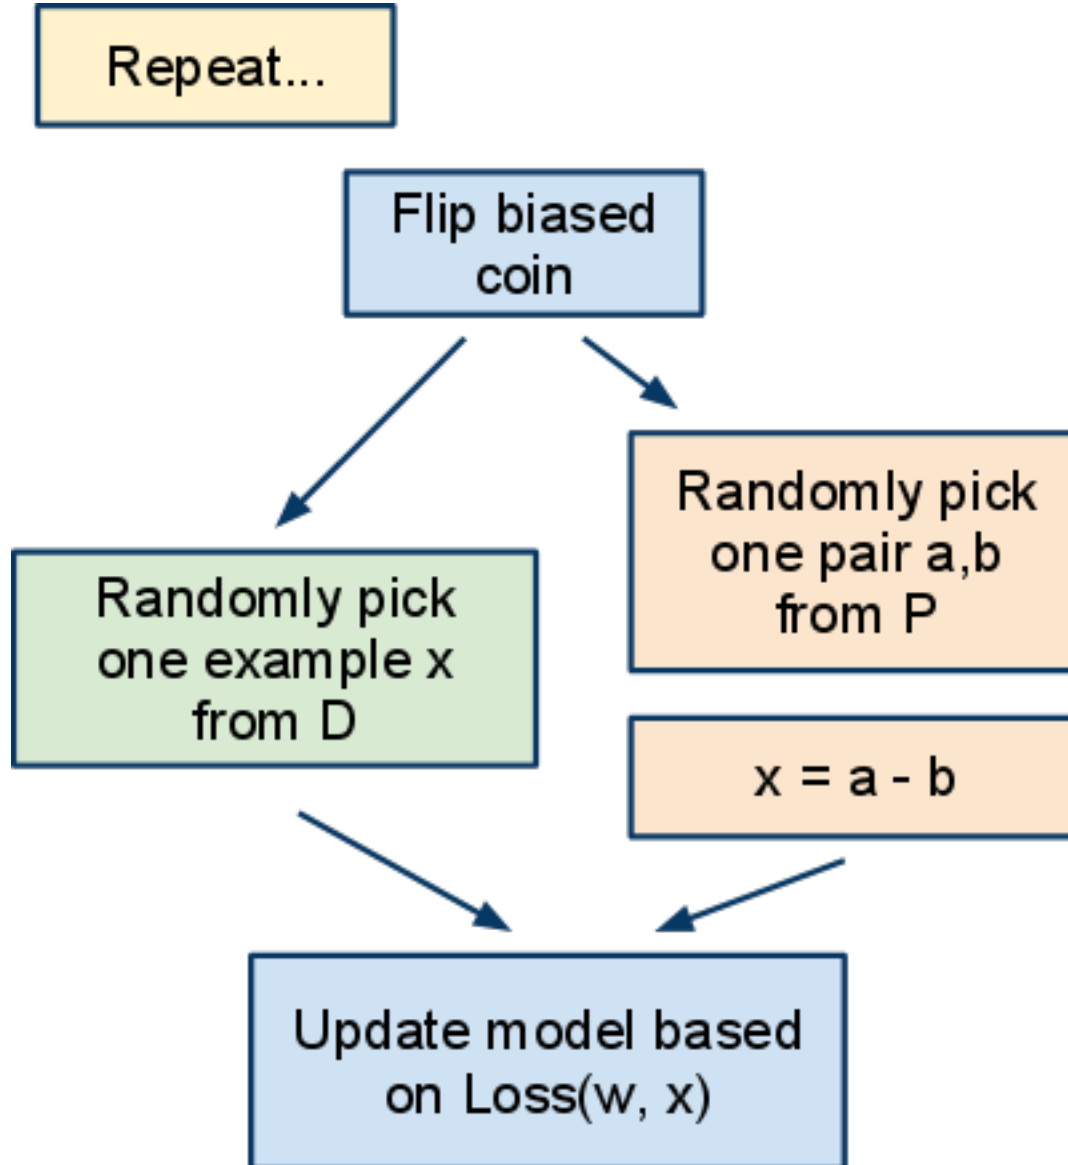 Repeat...
Flip biased
coin
Randomly pick
one pair a,b
from P
Randomly pick
one example x
from D
x = a - b
Update model based
on Loss(w, x)